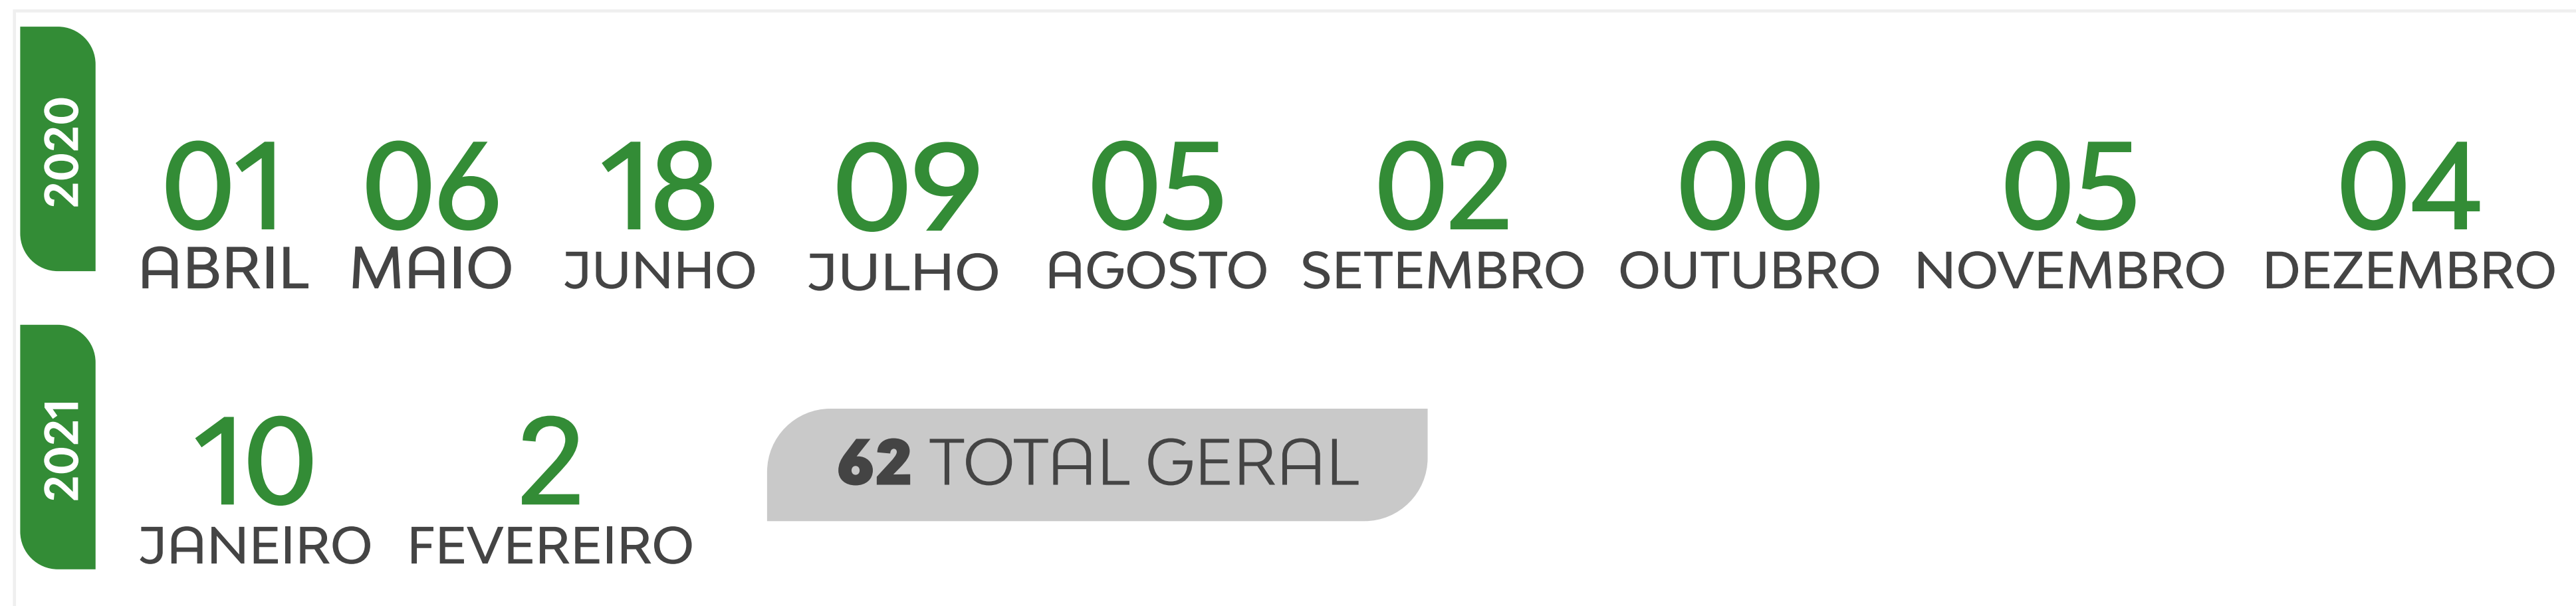 2020
01 06 18 09 05 02 00 05 04
ABRIL MAIO JUNHO JULHO AGOSTO SETEMBRO OUTUBRO NOVEMBRO DEZEMBRO
2021
10 2
JANEIRO FEVEREIRO
62 TOTAL GERAL